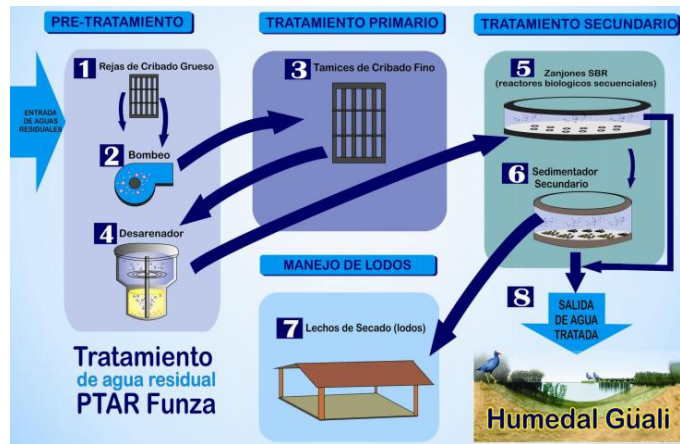 PRE-TRATAMIENTO
TRATAMIENTO PRIMARIO
TRATAMIENTO SECUNDARIO
ENTRADA
DE AGUAS
RESIDUALES
1 Rejas de Cribado Grueso
2 Bombeo
3 Tamices de Cribado Fino
4 Desarenador
5 Zanjones SBR
(reactores biologicos secuenciales)
6 Sedimentador
Secundario
MANEJO DE LODOS
7 Lechos de Secado (lodos)
8 SALIDA
DE AGUA
TRATADA
Tratamiento
de agua residual
PTAR Funza
Humedal Güali